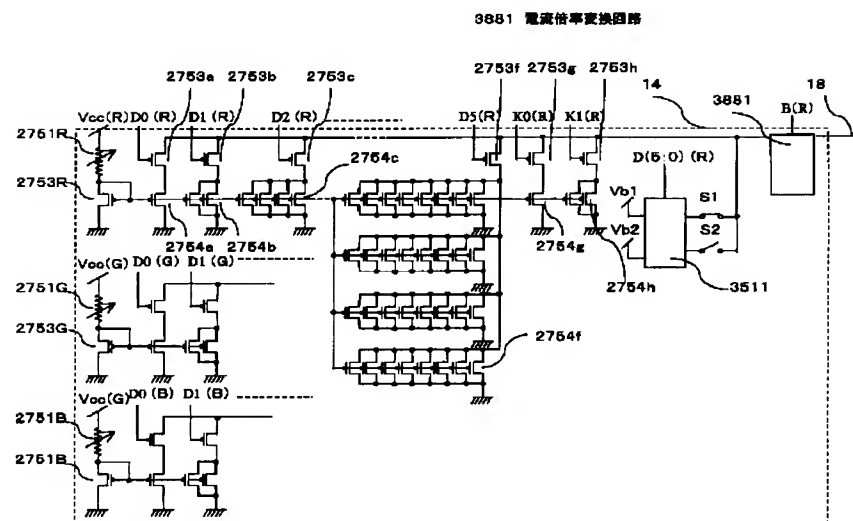 3881 電流倍率変換回路
2753a 2753b 2753c 2753f 2753g 2753h
14 3881 B(R) 18
Vcc(R) D0(R) D1(R) D2(R) D5(R) K0(R) K1(R)
2751R
2753R
2754c
D(5:0)(R)
Vb1 S1
Vb2 S2
2754a 2754b 2754g 2754h 3511
Vcc(G) D0(G) D1(G)
2751G
2753G
2754f
Vcc(G) D0(B) D1(B)
2751B
2751B